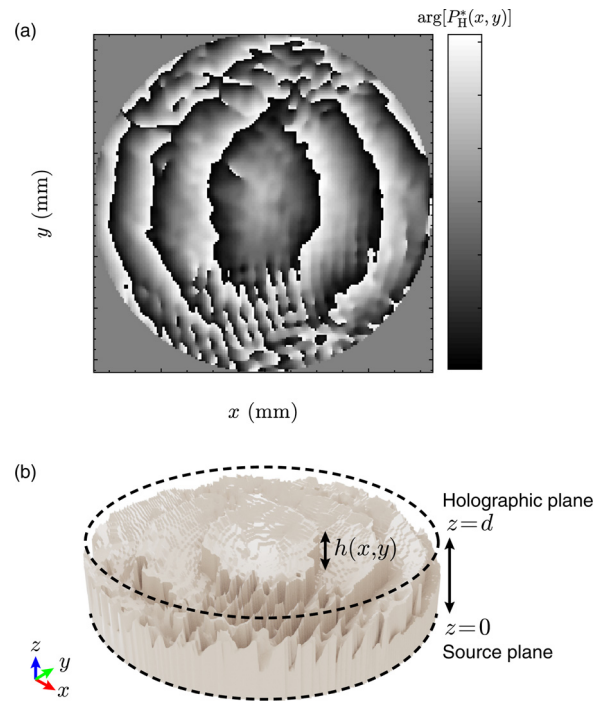 (a)
arg[P*H(x, y)]
y (mm)
x (mm)
(b)
Holographic plane
z=d
h(x,y)
z=0
Source plane
z
y
x